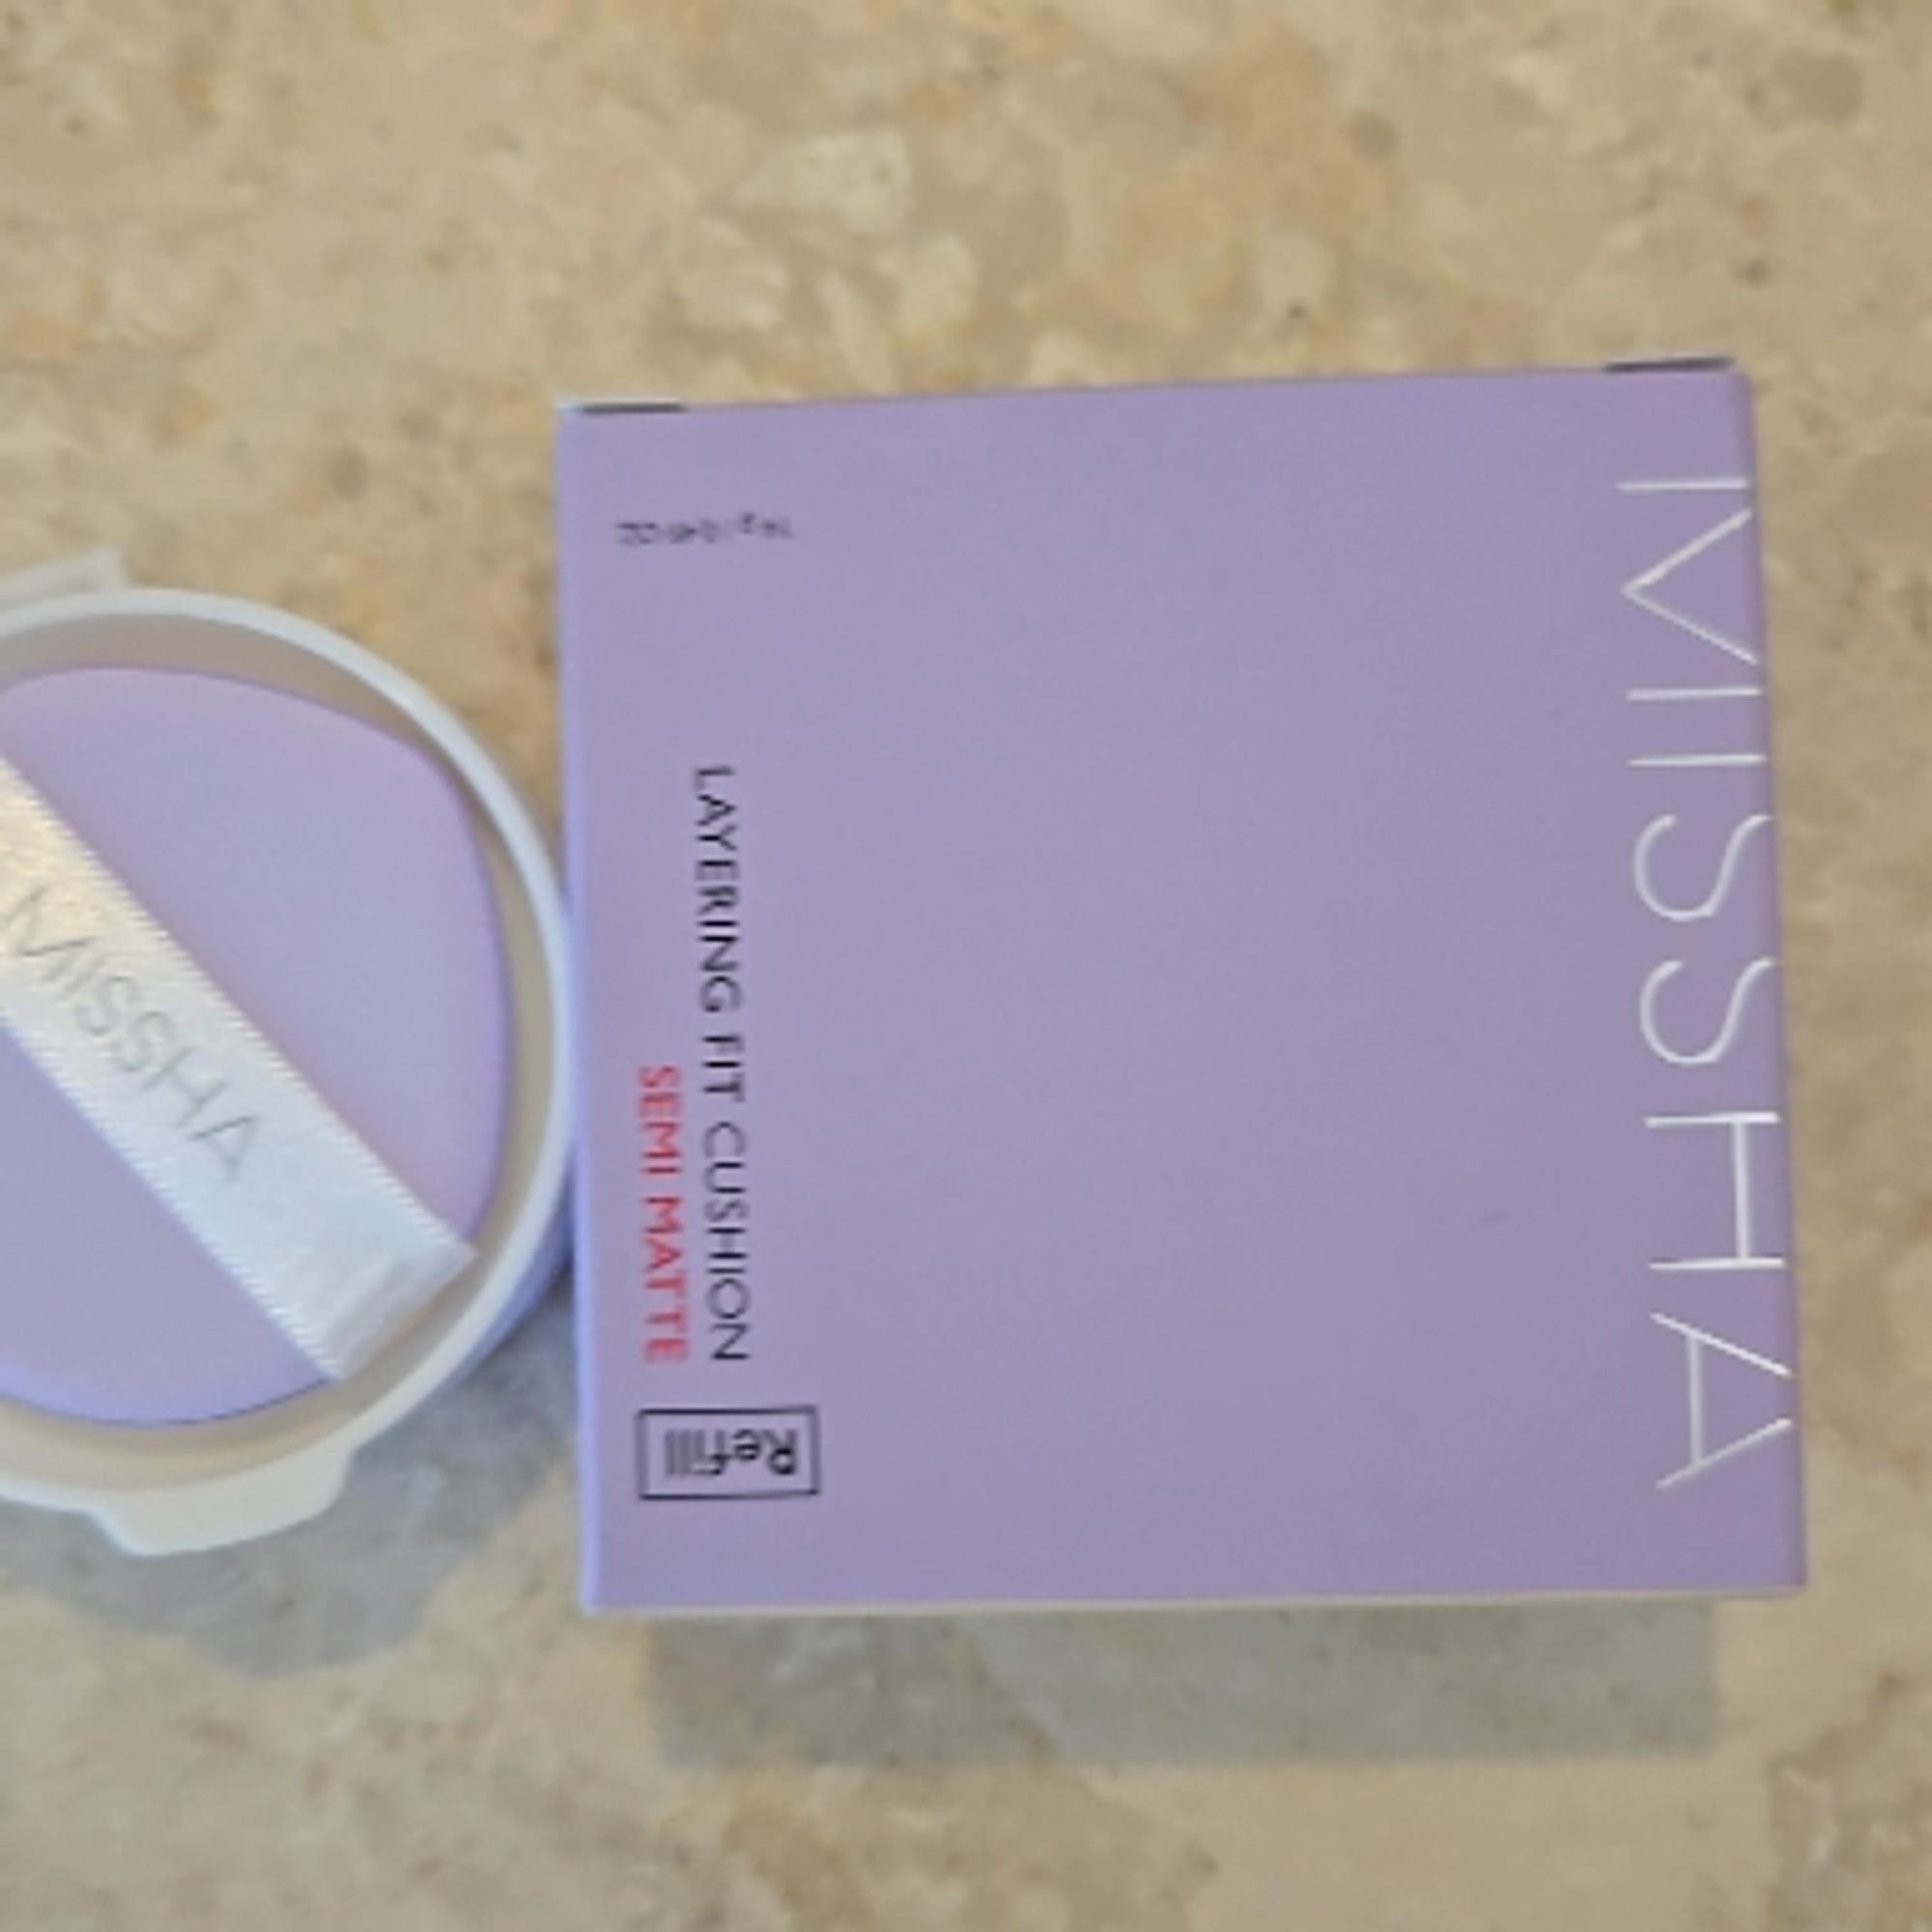 MISSHA
LAYERING FIT CUSHION
SEMI MATTE
Refill
MISSHA